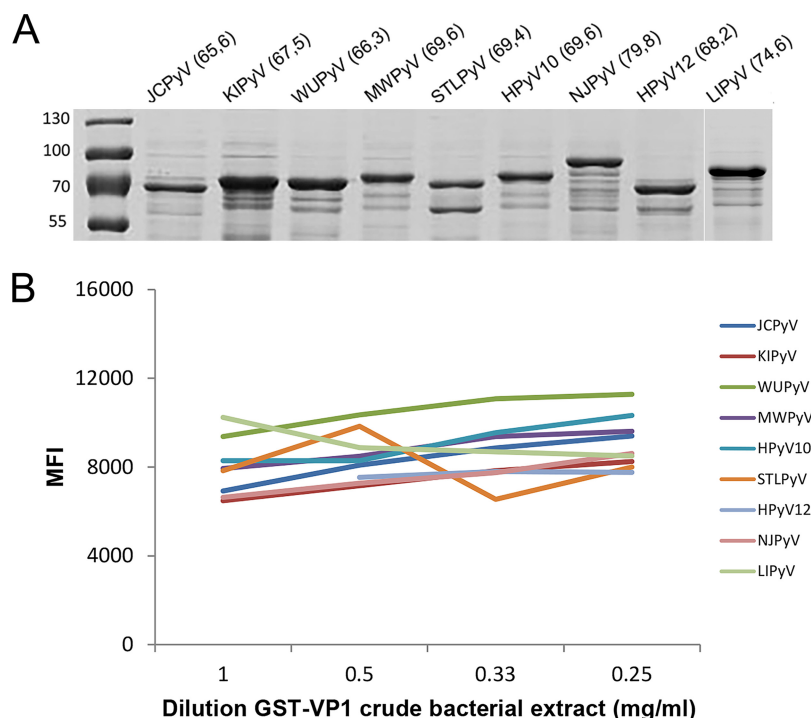 A
JCPyV (65,6)
KIPyV (67,5)
WUPyV (66,3)
MWPyV (69,6)
STLPyV (69,4)
HPyV10 (69,6)
NJPyV (79,8)
HPyV12 (68,2)
LIPyV (74,6)
130
100
70
55
B
16000
12000
8000
4000
0
MFI
1
0.5
0.33
0.25
Dilution GST-VP1 crude bacterial extract (mg/ml)
JCPyV
KIPyV
WUPyV
MWPyV
HPyV10
STLPyV
HPyV12
NJPyV
LIPyV